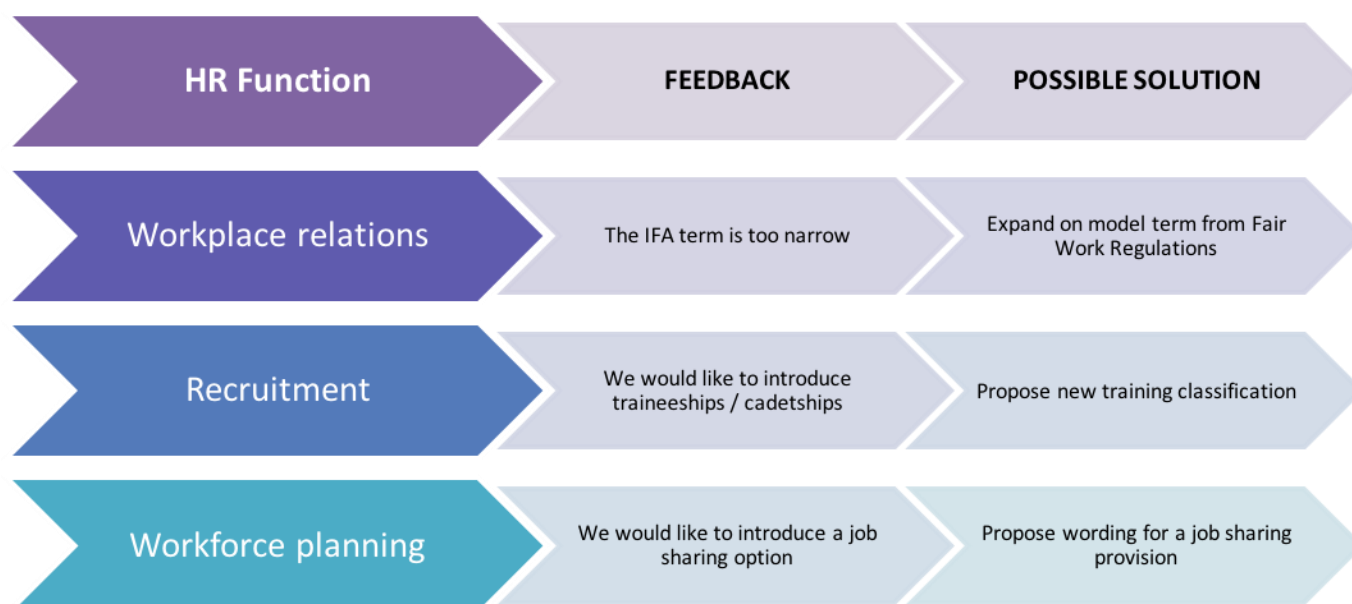 HR Function
FEEDBACK
POSSIBLE SOLUTION
Workplace relations
The IFA term is too narrow
Expand on model term from Fair
Work Regulations
Recruitment
We would like to introduce
traineeships / cadetships
Propose new training classification
Workforce planning
We would like to introduce a job
sharing option
Propose wording for a job sharing
provision